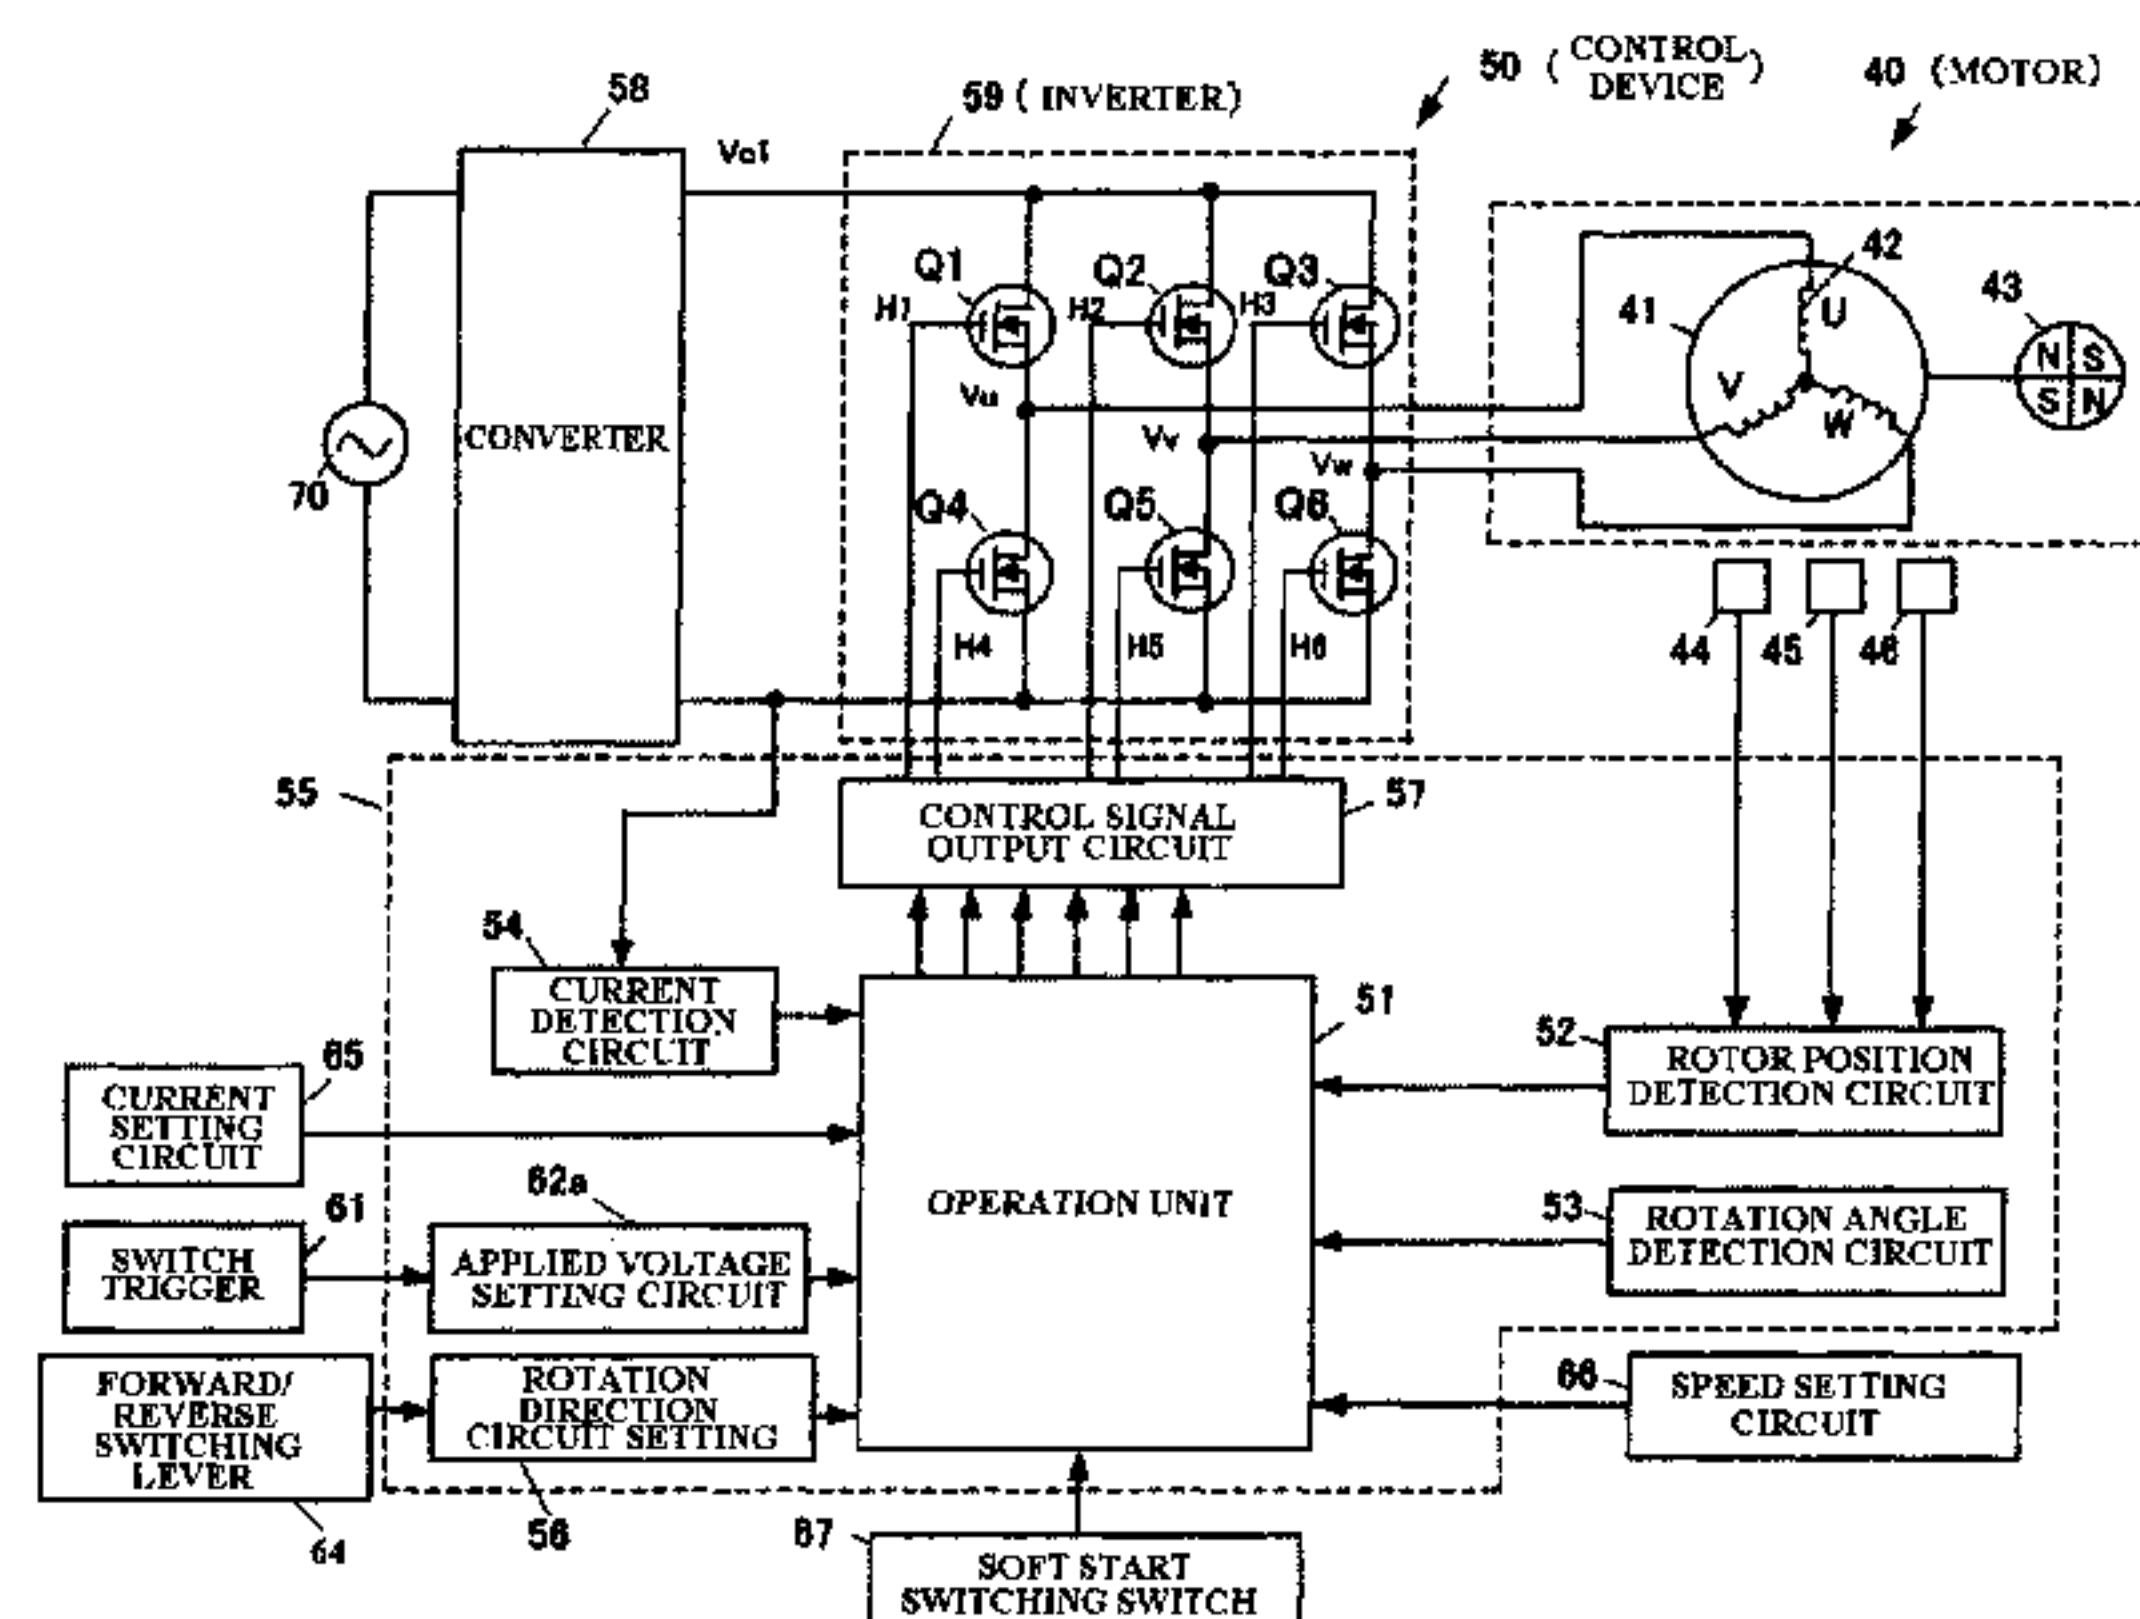 50 (CONTROL DEVICE)
40 (MOTOR)
58
59 (INVERTER)
Q1
Q2
Q3
H1
H2
H3
42
41
43
U
V
W
N S
S N
Vu
Vv
Vw
CONVERTER
70
Q4
Q5
Q6
H4
H5
H6
44
45
46
55
57
CONTROL SIGNAL
OUTPUT CIRCUIT
54
CURRENT
DETECTION
CIRCUIT
51
52
ROTOR POSITION
DETECTION CIRCUIT
65
CURRENT
SETTING
CIRCUIT
62a
OPERATION UNIT
53
ROTATION ANGLE
DETECTION CIRCUIT
61
SWITCH
TRIGGER
APPLIED VOLTAGE
SETTING CIRCUIT
FORWARD/
REVERSE
SWITCHING
LEVER
64
ROTATION
DIRECTION
CIRCUIT SETTING
56
66
SPEED SETTING
CIRCUIT
67
SOFT START
SWITCHING SWITCH